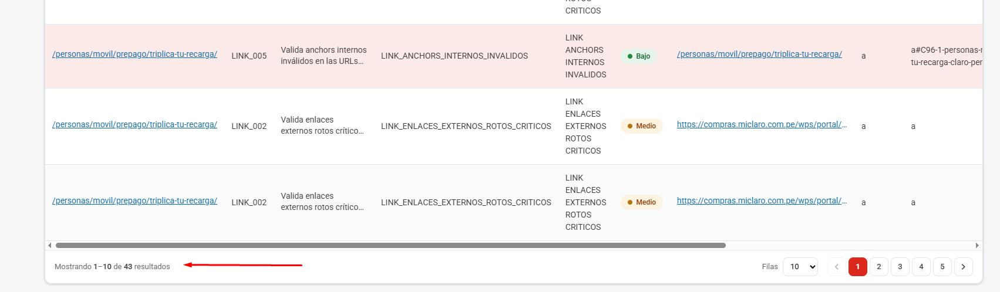 CRITICOS
/personas/movil/prepago/triplica-tu-recarga/
LINK_005
Valida anchors internos
inválidos en las URLs...
LINK_ANCHORS_INTERNOS_INVALIDOS
LINK
ANCHORS
INTERNOS
INVALIDOS
Bajo
/personas/movil/prepago/triplica-tu-recarga/
a
a#C96-1-personas-
tu-recarga-claro-per
/personas/movil/prepago/triplica-tu-recarga/
LINK_002
Valida enlaces
externos rotos crítico...
LINK_ENLACES_EXTERNOS_ROTOS_CRITICOS
LINK
ENLACES
EXTERNOS
ROTOS
CRITICOS
Medio
https://compras.miclaro.com.pe/wps/portal/...
a
a
/personas/movil/prepago/triplica-tu-recarga/
LINK_002
Valida enlaces
externos rotos crítico...
LINK_ENLACES_EXTERNOS_ROTOS_CRITICOS
LINK
ENLACES
EXTERNOS
ROTOS
CRITICOS
Medio
https://compras.miclaro.com.pe/wps/portal/...
a
a
Mostrando 1–10 de 43 resultados
Filas 10 1 2 3 4 5